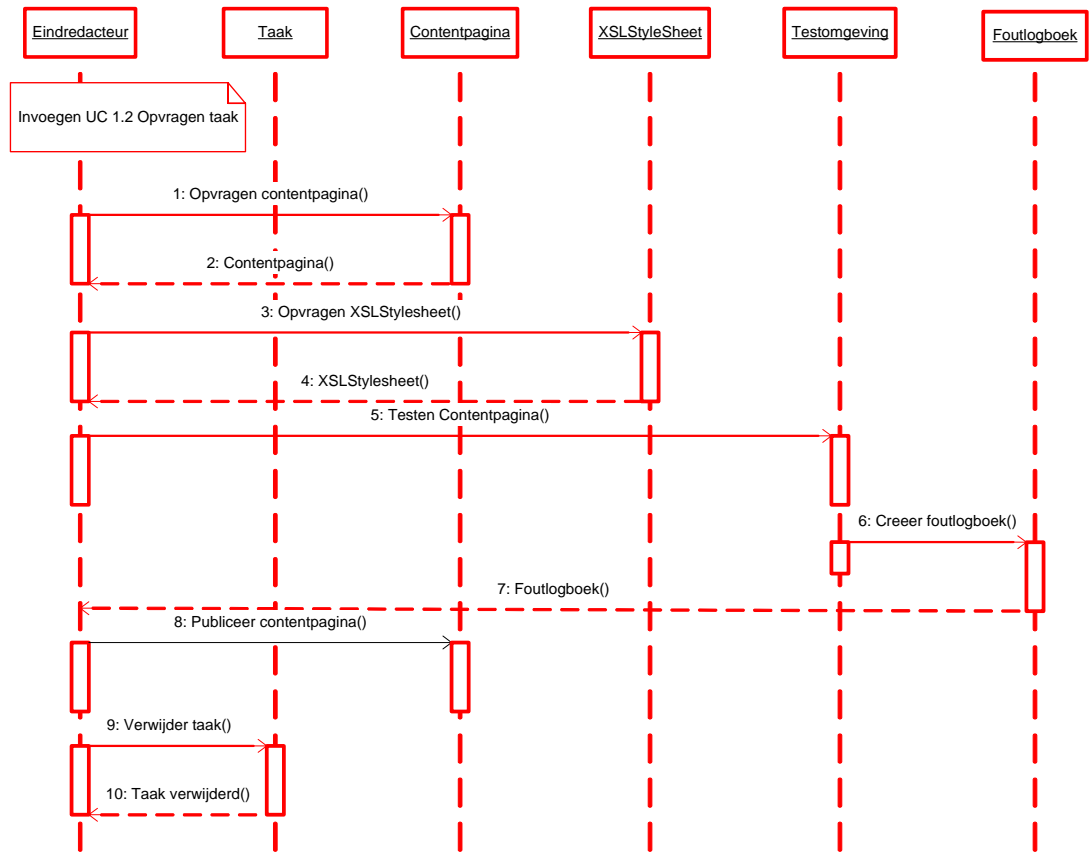 Eindredacteur
Taak
Contentpagina
XSLStyleSheet
Testomgeving
Foutlogboek
Invoegen UC 1.2 Opvragen taak
1: Opvragen contentpagina()
2: Contentpagina()
3: Opvragen XSLStylesheet()
4: XSLStylesheet()
5: Testen Contentpagina()
6: Creeer foutlogboek()
7: Foutlogboek()
8: Publiceer contentpagina()
9: Verwijder taak()
10: Taak verwijderd()